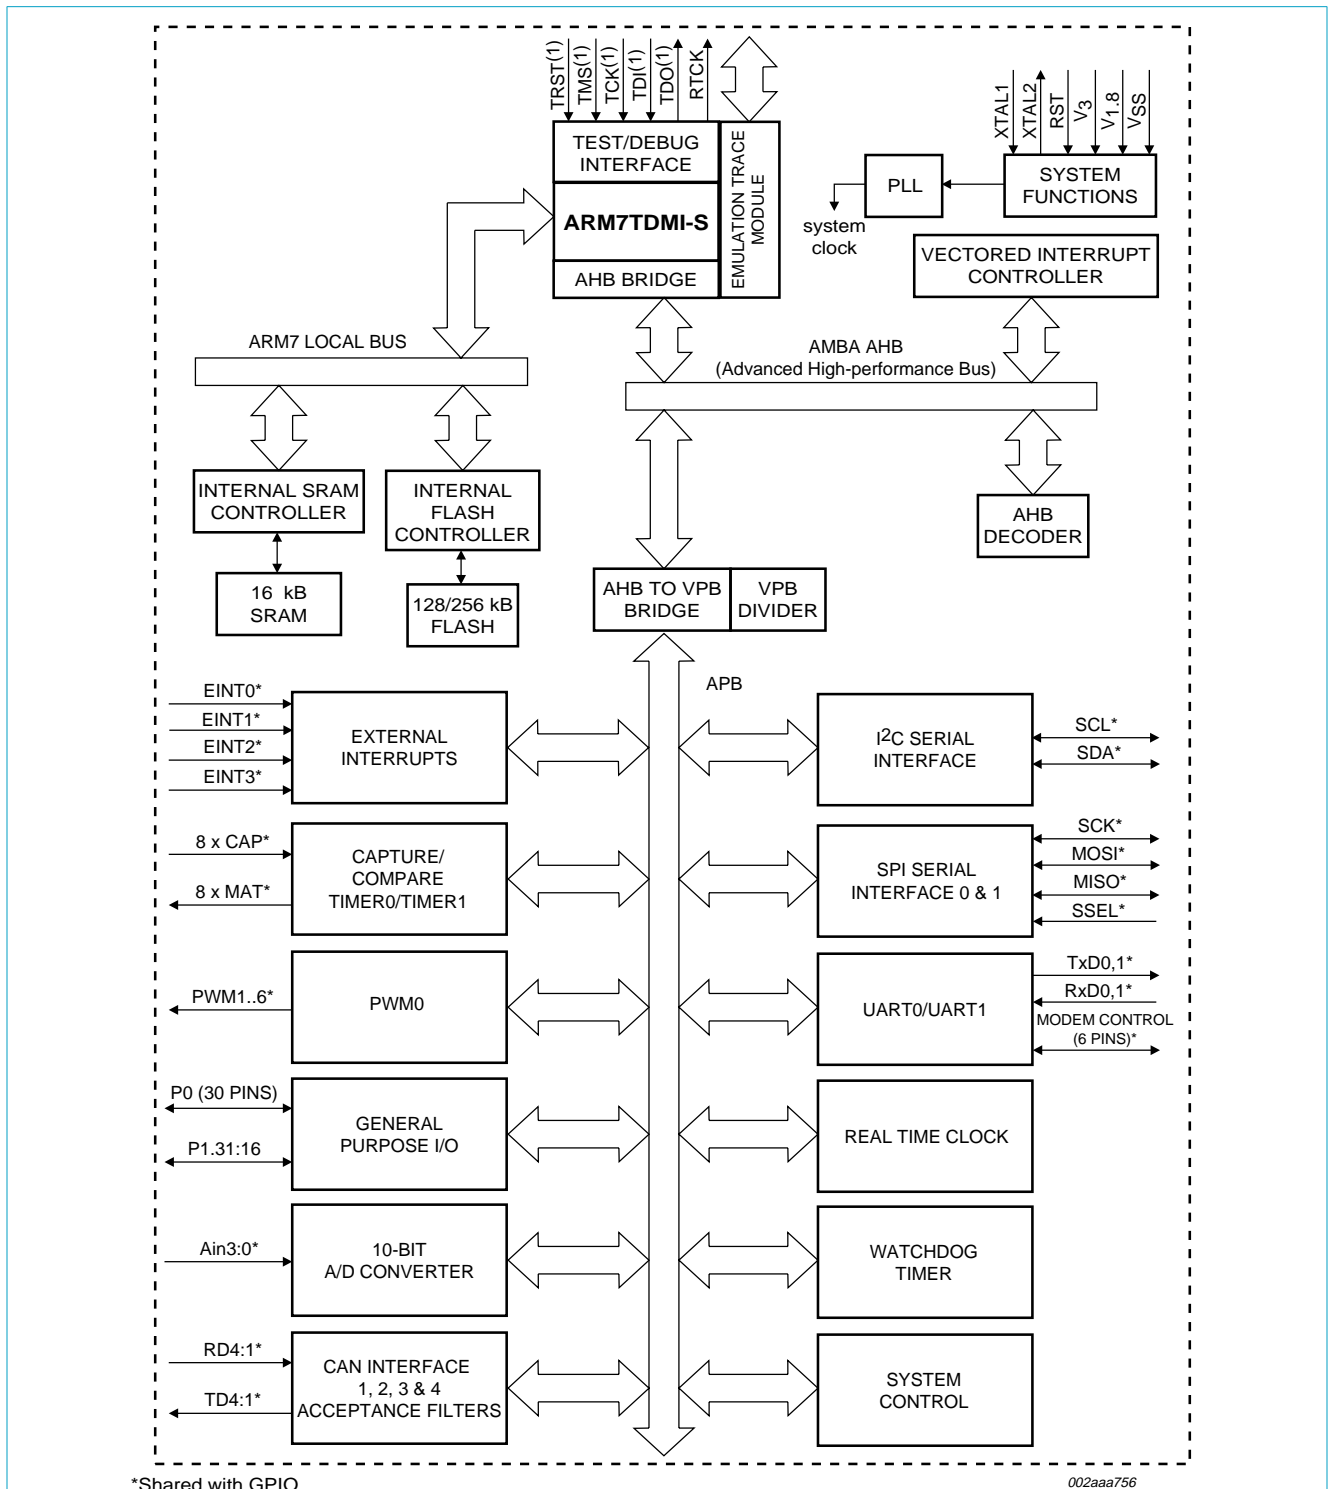 TRST(1)
TMS(1)
TCK(1)
TDI(1)
TDO(1)
RTCK
XTAL1
XTAL2
RST
V3
V1.8
VSS
TEST/DEBUG
INTERFACE
EMULATION TRACE
MODULE
PLL
SYSTEM
FUNCTIONS
ARM7TDMI-S
system
clock
VECTORED INTERRUPT
CONTROLLER
AHB BRIDGE
ARM7 LOCAL BUS
AMBA AHB
(Advanced High-performance Bus)
INTERNAL SRAM
CONTROLLER
INTERNAL
FLASH
CONTROLLER
AHB
DECODER
16 kB
SRAM
128/256 kB
FLASH
AHB TO VPB
BRIDGE
VPB
DIVIDER
APB
EINT0*
EINT1*
EINT2*
EINT3*
EXTERNAL
INTERRUPTS
I2C SERIAL
INTERFACE
SCL*
SDA*
8 x CAP*
8 x MAT*
CAPTURE/
COMPARE
TIMER0/TIMER1
SPI SERIAL
INTERFACE 0 & 1
SCK*
MOSI*
MISO*
SSEL*
PWM1..6*
PWM0
UART0/UART1
TxD0,1*
RxD0,1*
MODEM CONTROL
(6 PINS)*
P0 (30 PINS)
P1.31:16
GENERAL
PURPOSE I/O
REAL TIME CLOCK
Ain3:0*
10-BIT
A/D CONVERTER
WATCHDOG
TIMER
RD4:1*
TD4:1*
CAN INTERFACE
1, 2, 3 & 4
ACCEPTANCE FILTERS
SYSTEM
CONTROL
*Shared with GPIO
002aaa756